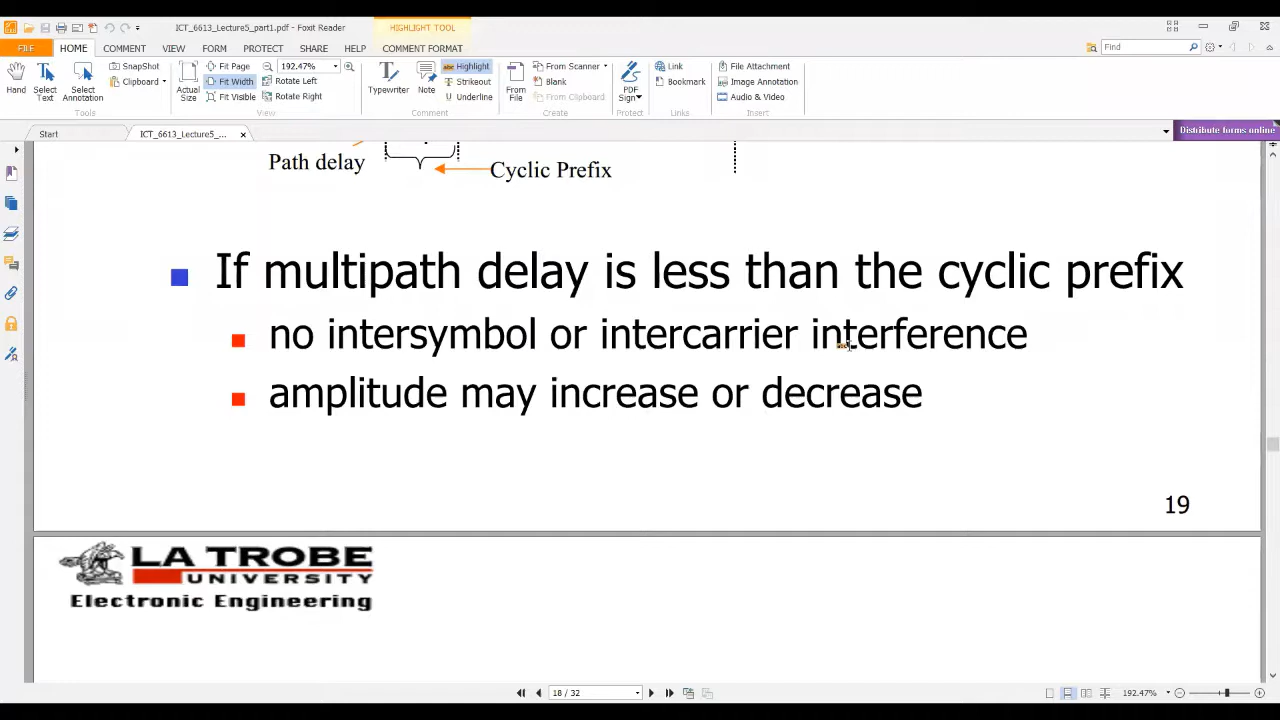 ICT_6613_Lecture5_part1.pdf - Foxit Reader
HIGHLIGHT TOOL
FILE HOME COMMENT VIEW FORM PROTECT SHARE HELP COMMENT FORMAT
Find
Hand
Select Text
Select Annotation
SnapShot
Clipboard
Tools
Actual Size
Fit Page
Fit Width
Fit Visible
192.47%
Rotate Left
Rotate Right
View
Typewriter
Note
Highlight
Strikeout
Underline
Comment
From File
From Scanner
Blank
From Clipboard
Create
PDF Sign
Protect
Link
Bookmark
Links
File Attachment
Image Annotation
Audio & Video
Insert
Start
ICT_6613_Lecture5_...
Distribute forms online
Path delay
Cyclic Prefix
If multipath delay is less than the cyclic prefix
no intersymbol or intercarrier interference
amplitude may increase or decrease
19
LA TROBE
UNIVERSITY
Electronic Engineering
18 / 32
192.47%